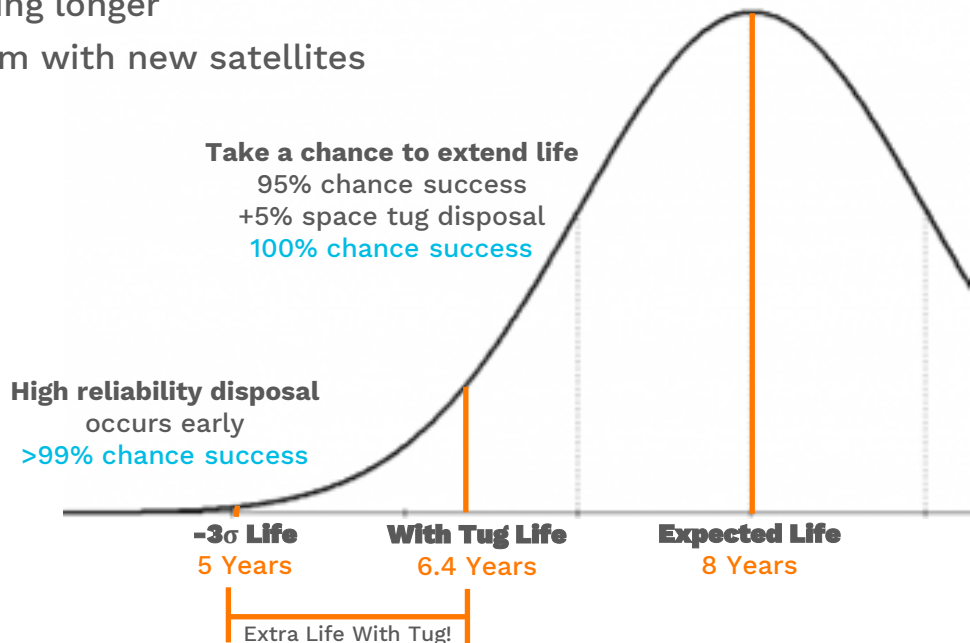 longer
with new satellites
Take a chance to extend life
95% chance success
+5% space tug disposal
100% chance success
High reliability disposal
occurs early
>99% chance success
-3σ Life
With Tug Life
Expected Life
5 Years
6.4 Years
8 Years
Extra Life With Tug!